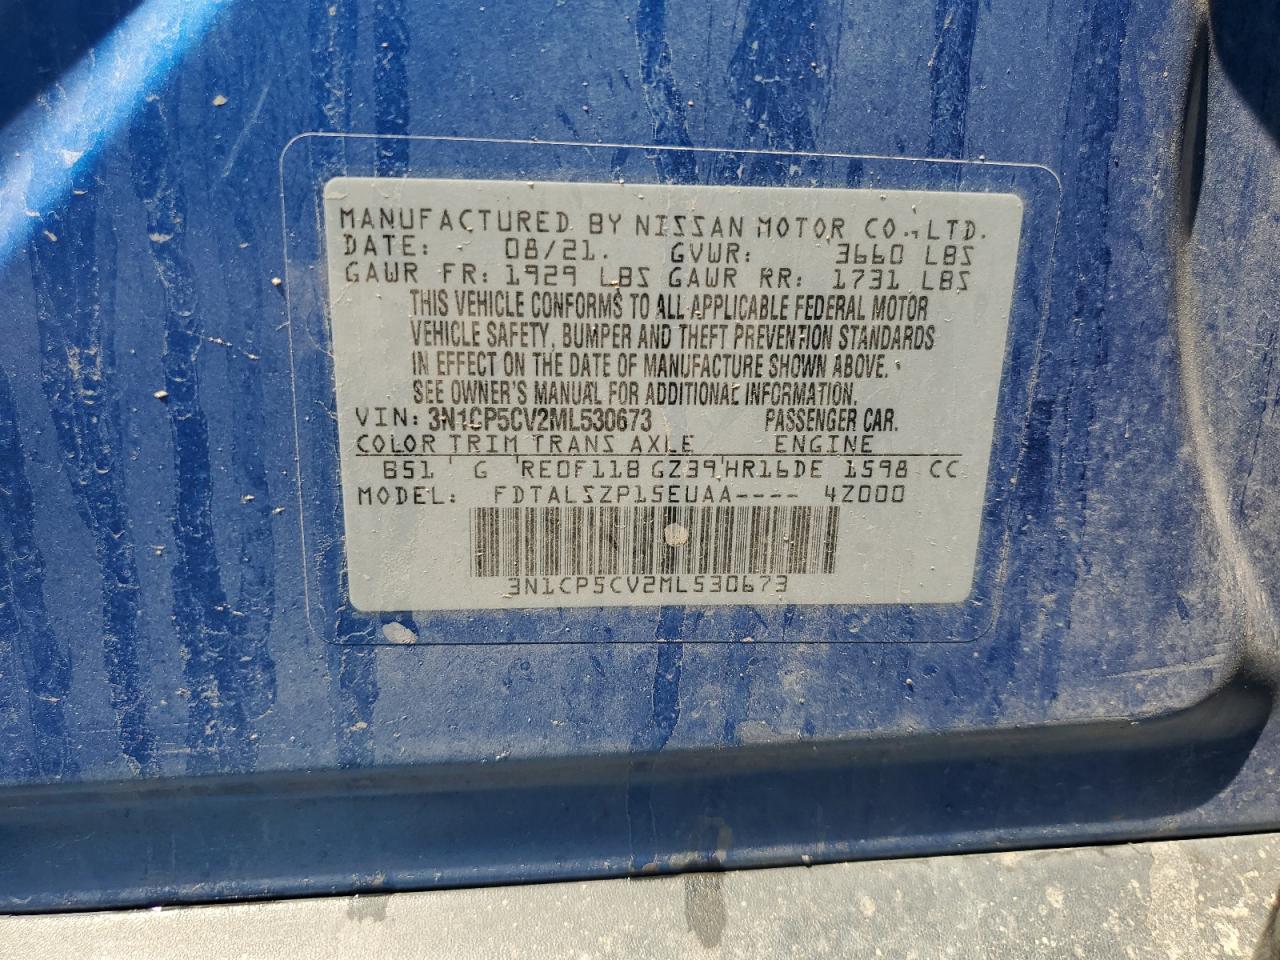 MANUFACTURED BY NISSAN MOTOR CO., LTD.
DATE: 08/21. GVWR: 3660 LBS
GAWR FR: 1929 LBS GAWR RR: 1731 LBS
THIS VEHICLE CONFORMS TO ALL APPLICABLE FEDERAL MOTOR
VEHICLE SAFETY, BUMPER AND THEFT PREVENTION STANDARDS
IN EFFECT ON THE DATE OF MANUFACTURE SHOWN ABOVE.
SEE OWNER'S MANUAL FOR ADDITIONAL INFORMATION.
VIN: 3N1CP5CV2ML530673 PASSENGER CAR.
COLOR TRIM TRANS AXLE ENGINE
B51 G RE0F11B GZ39 HR16DE 1598 CC
MODEL: FDTALSZP15EUAA---- 4Z000
3N1CP5CV2ML530673